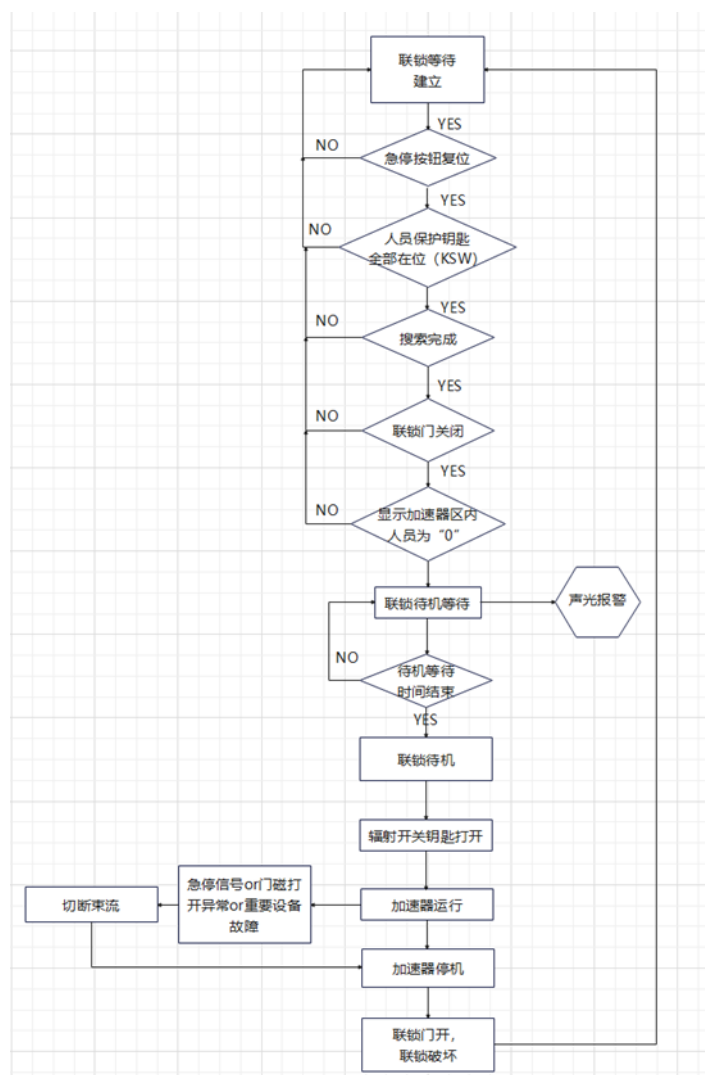 联锁等待
建立
YES
NO
急停按钮复位
YES
NO
人员保护钥匙
全部在位（KSW）
YES
NO
搜索完成
YES
NO
联锁门关闭
YES
NO
显示加速器区内
人员为“0”
联锁待机等待
声光报警
NO
待机等待
时间结束
YES
联锁待机
辐射开关钥匙打开
急停信号or门磁打
开异常or重要设备
故障
切断束流
加速器运行
加速器停机
联锁门开，
联锁破坏